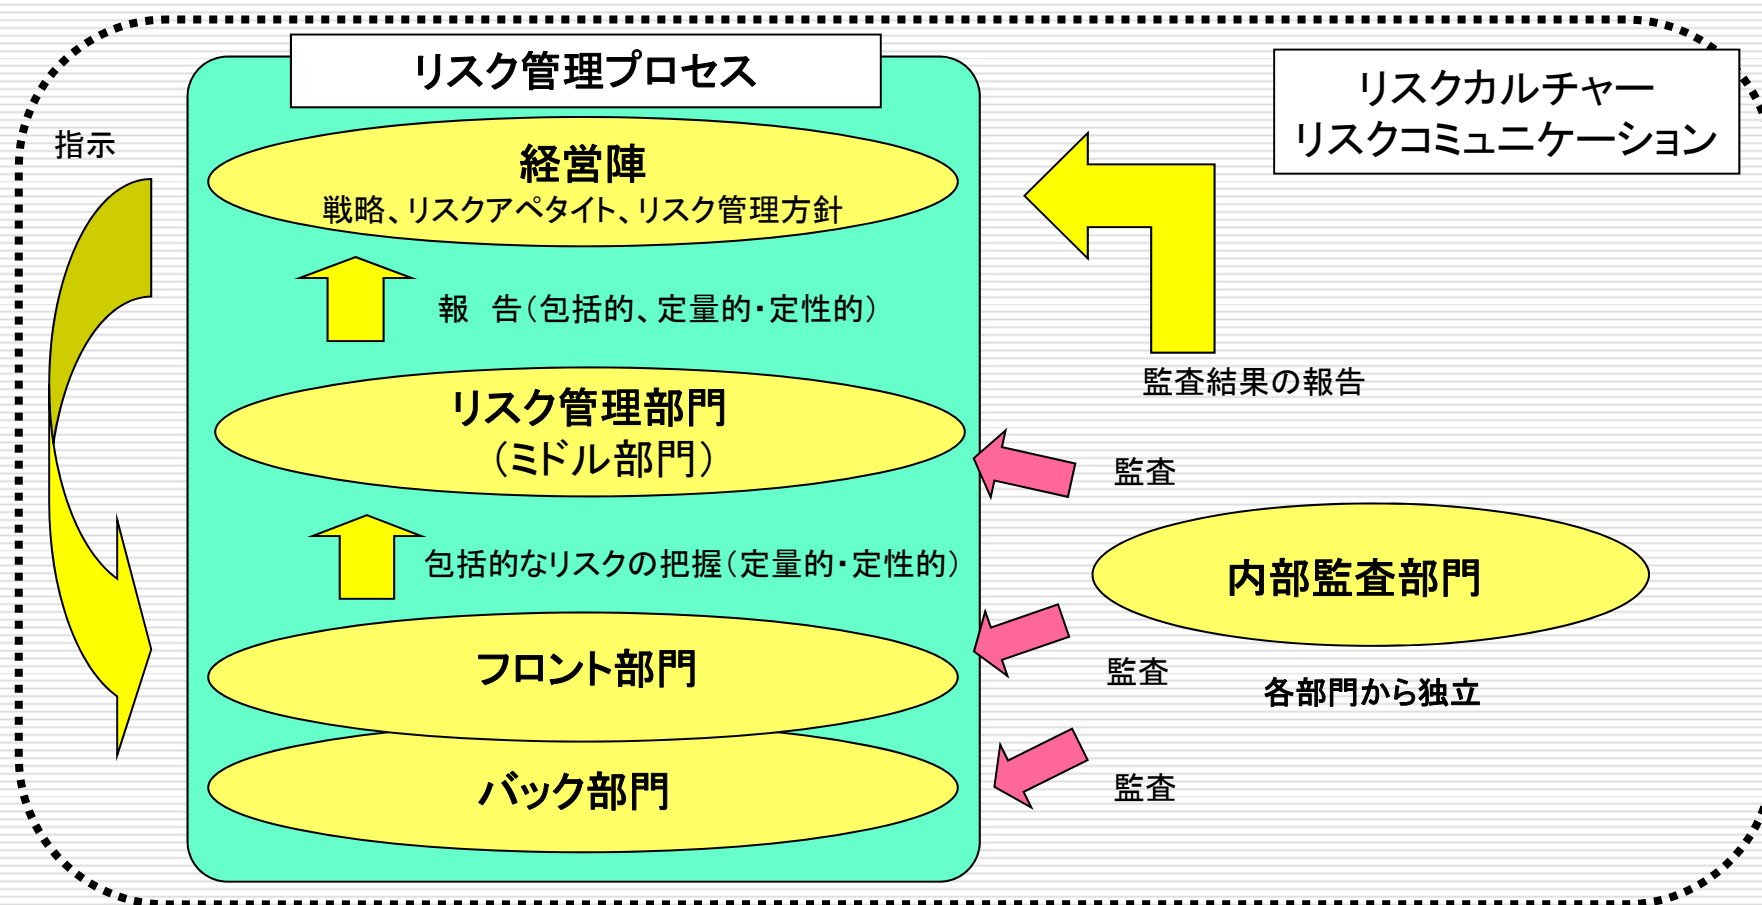 リスク管理プロセス
リスクカルチャー
リスクコミュニケーション
指示
経営陣
戦略、リスクアペタイト、リスク管理方針
報　告（包括的、定量的・定性的）
監査結果の報告
リスク管理部門
（ミドル部門）
監査
包括的なリスクの把握（定量的・定性的）
内部監査部門
フロント部門
監査
各部門から独立
バック部門
監査